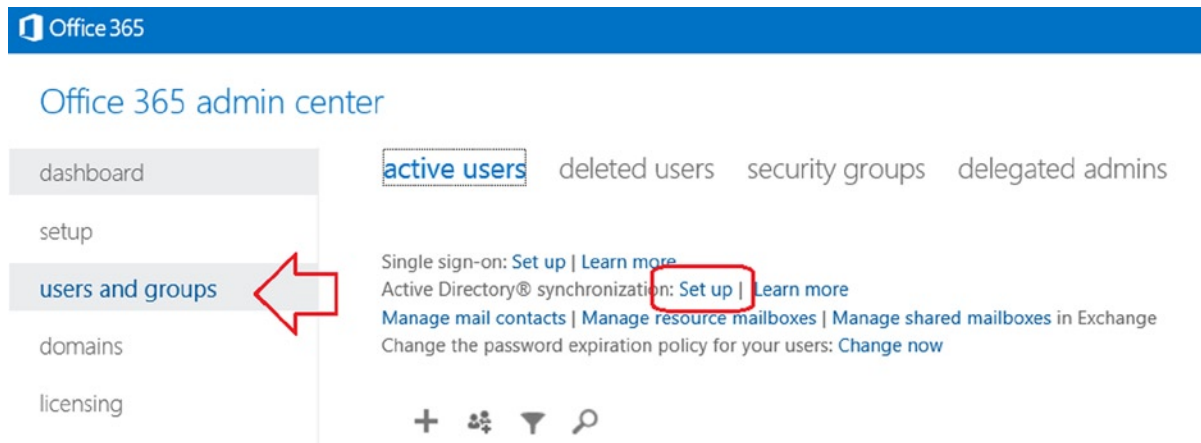 Office 365
Office 365 admin center
dashboard
setup
users and groups
domains
licensing
active users deleted users security groups delegated admins
Single sign-on: Set up | Learn more
Active Directory® synchronization: Set up | Learn more
Manage mail contacts | Manage resource mailboxes | Manage shared mailboxes in Exchange
Change the password expiration policy for your users: Change now